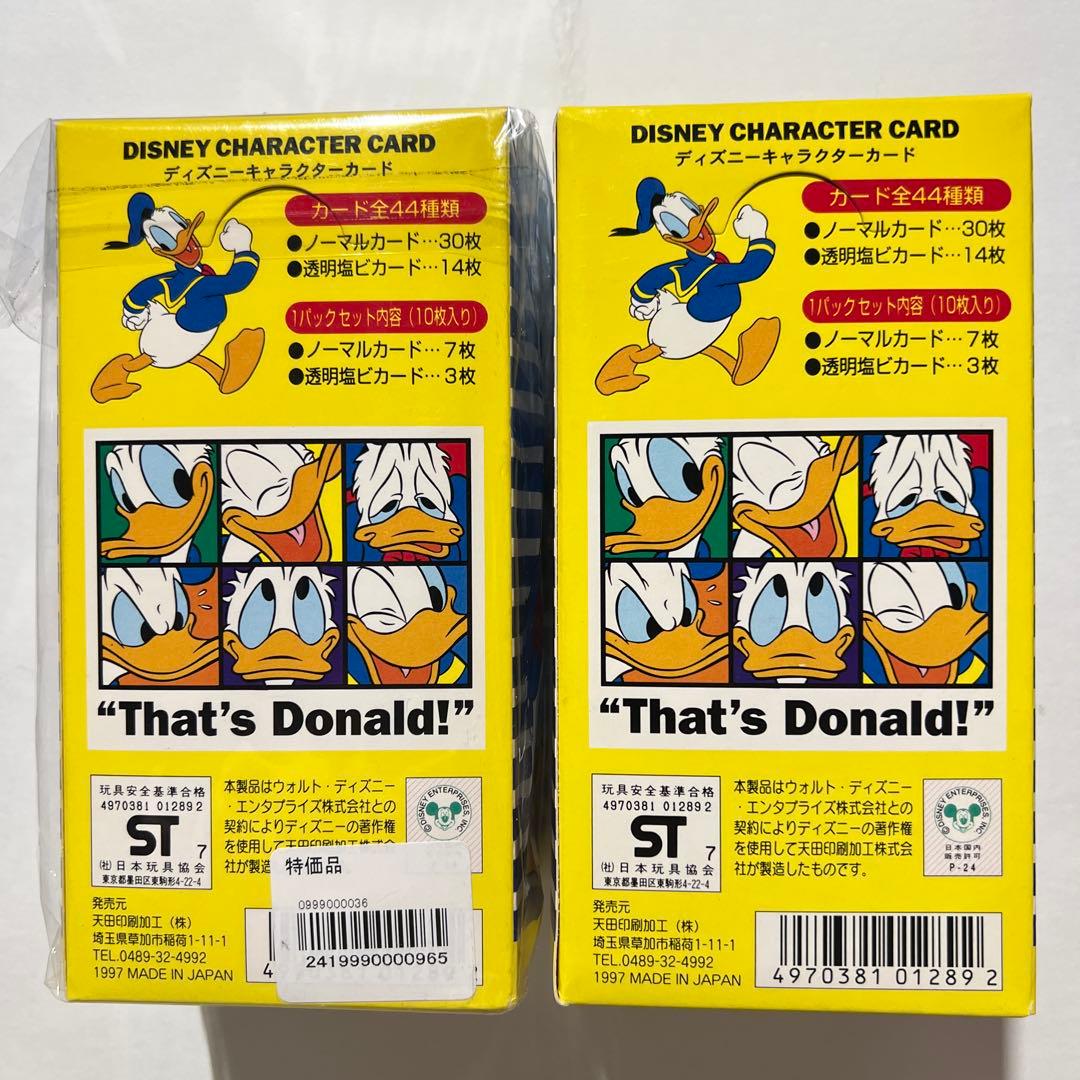 DISNEY CHARACTER CARD
ディズニーキャラクターカード
カード全44種類
●ノーマルカード…30枚
●透明塩ビカード…14枚
1パックセット内容（10枚入り）
●ノーマルカード…7枚
●透明塩ビカード…3枚
“That’s Donald!”
玩具安全基準合格
4970381 012892
ST 7
(社)日本玩具協会
東京都墨田区東駒形4-22-4
本製品はウォルト・ディズニー
・エンタプライズ株式会社との
契約によりディズニーの著作権
を使用して天田印刷加工株式会
社が製造
©DISNEY ENTERPRISES, INC
特価品
0999000036
2419990000965
発売元
天田印刷加工（株）
埼玉県草加市稲荷1-11-1
TEL.0489-32-4992
1997 MADE IN JAPAN
4
DISNEY CHARACTER CARD
ディズニーキャラクターカード
カード全44種類
●ノーマルカード…30枚
●透明塩ビカード…14枚
1パックセット内容（10枚入り）
●ノーマルカード…7枚
●透明塩ビカード…3枚
“That’s Donald!”
玩具安全基準合格
4970381 012892
ST 7
(社)日本玩具協会
東京都墨田区東駒形4-22-4
本製品はウォルト・ディズニー
・エンタプライズ株式会社との
契約によりディズニーの著作権
を使用して天田印刷加工株式会
社が製造したものです。
©DISNEY ENTERPRISES, INC
日本国内
販売許可
P-24
発売元
天田印刷加工（株）
埼玉県草加市稲荷1-11-1
TEL.0489-32-4992
1997 MADE IN JAPAN
4970381 012892